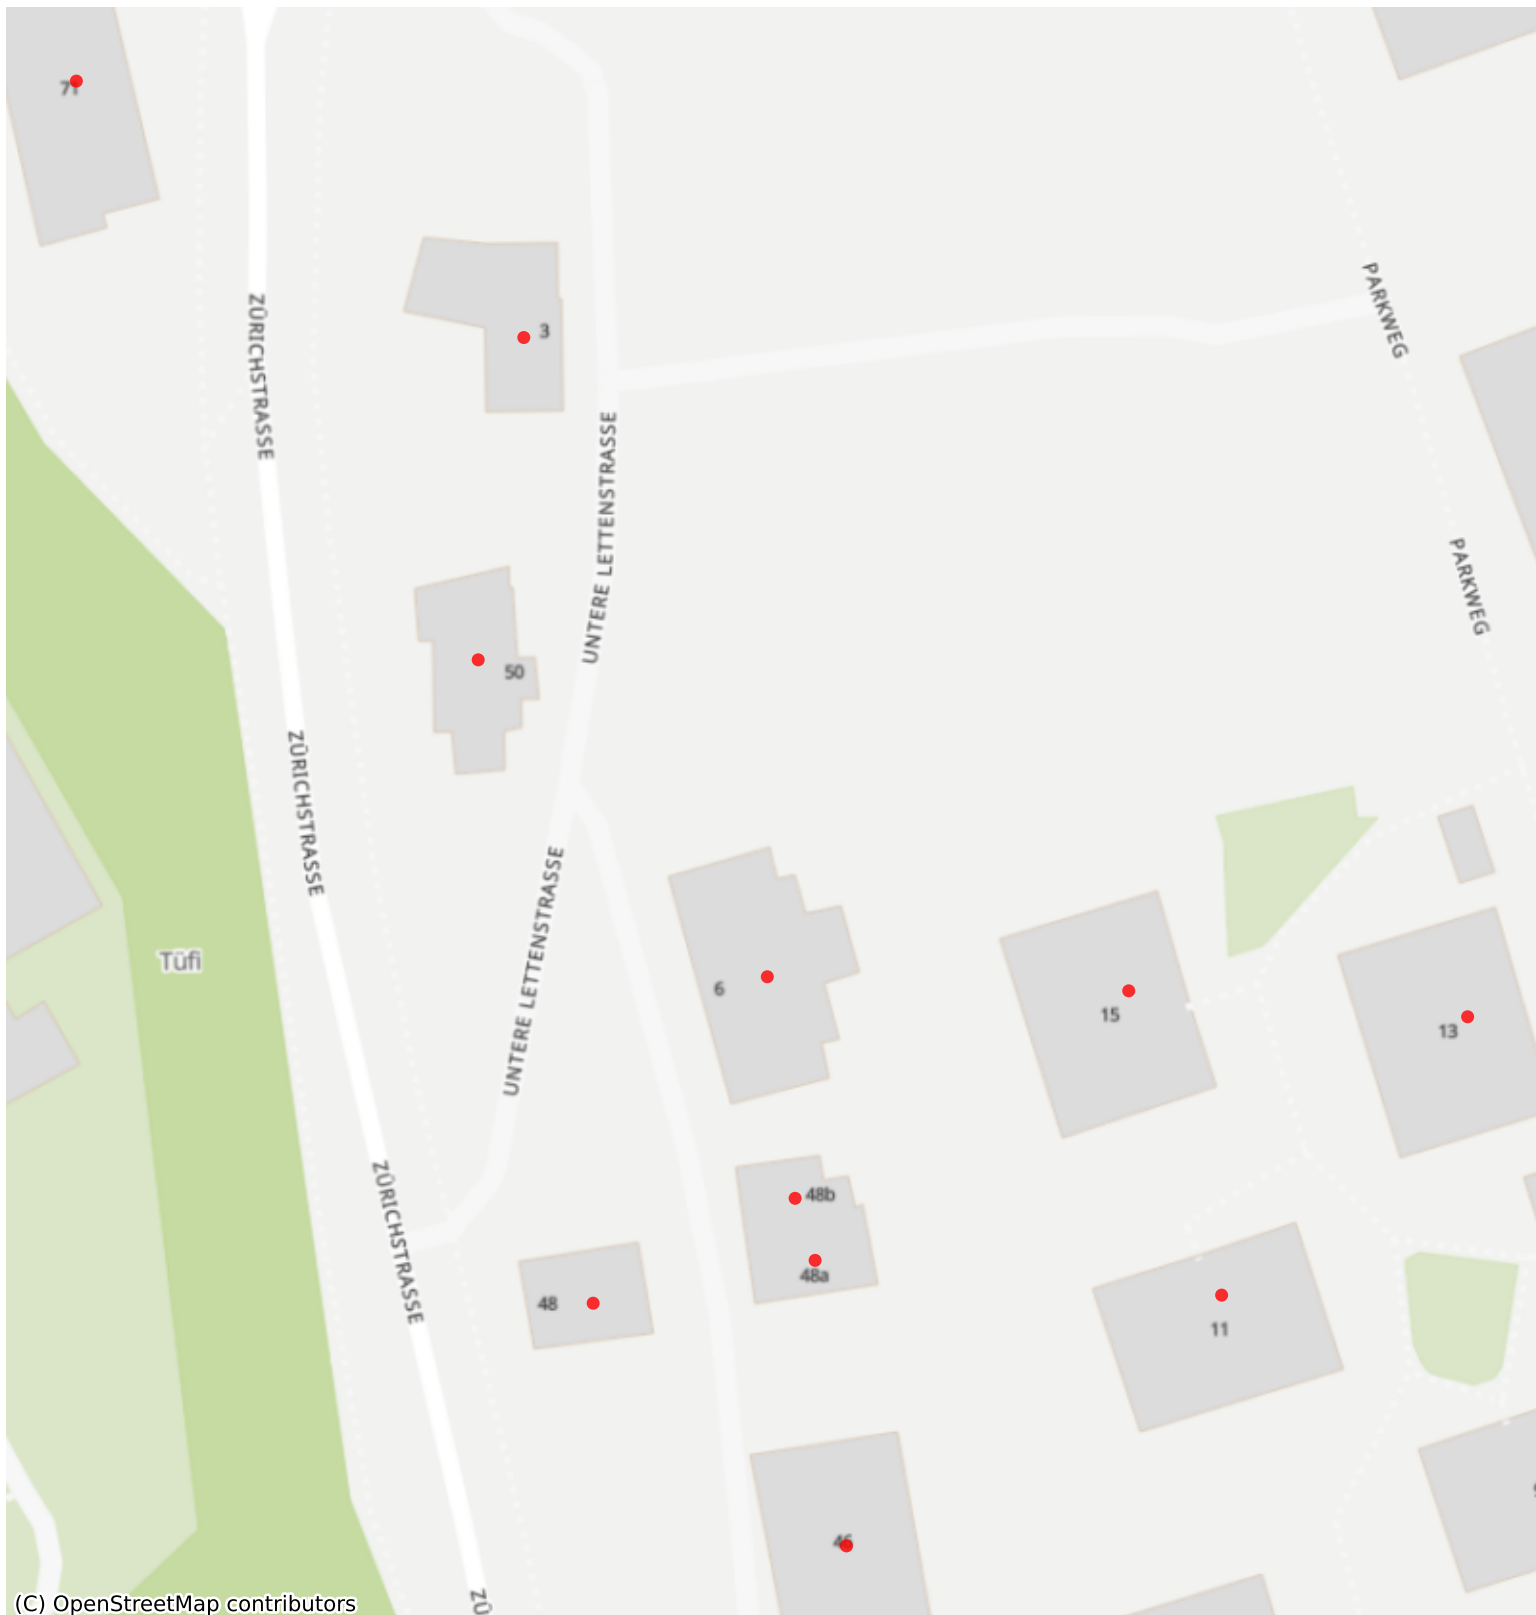 71
ZÜRICHSTRASSE
PARKWEG
3
UNTERE LETTENSTRASSE
PARKWEG
50
ZÜRICHSTRASSE
UNTERE LETTENSTRASSE
Tüfi
6
15
13
ZÜRICHSTRASSE
48b
48a
48
11
46
ZÜ
(C) OpenStreetMap contributors